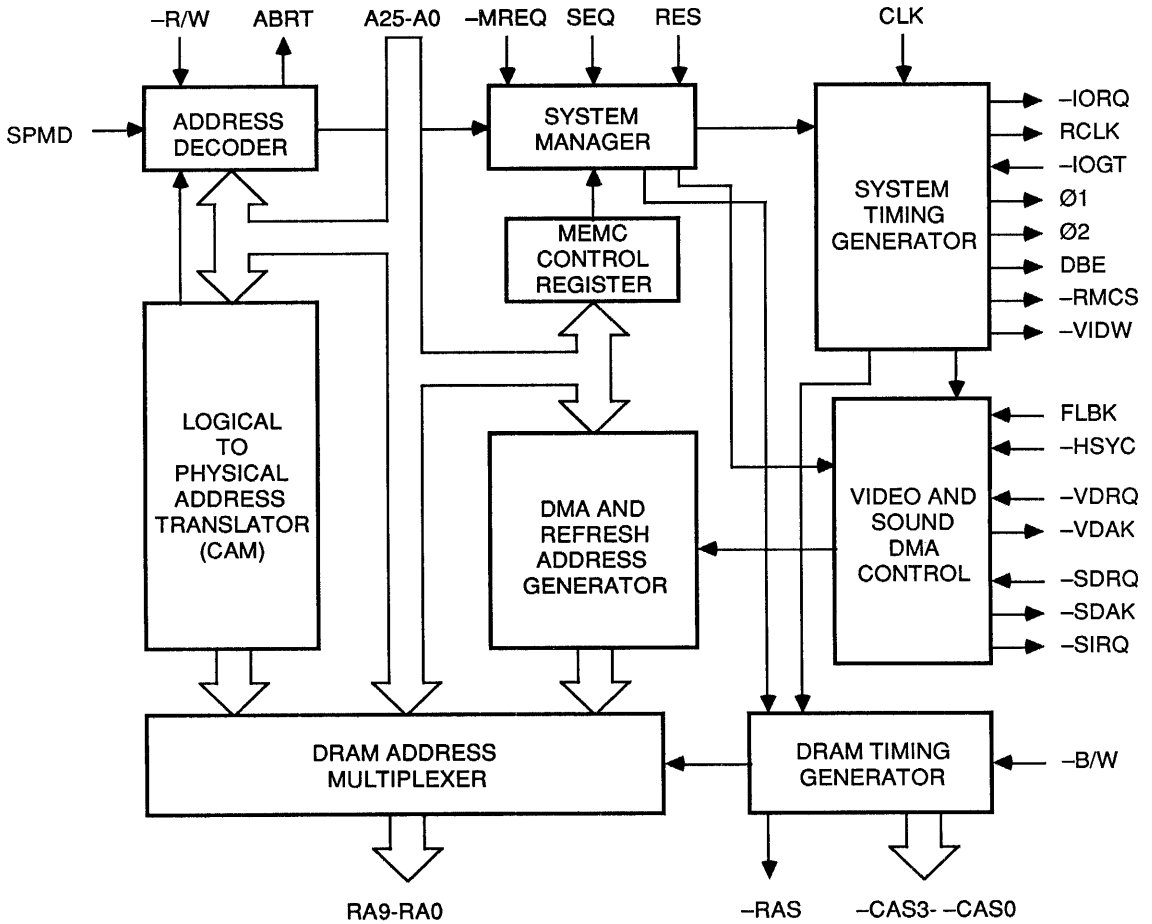 –R/W
ABRT
A25-A0
–MREQ
SEQ
RES
CLK
SPMD
ADDRESS
DECODER
SYSTEM
MANAGER
–IORQ
RCLK
–IOGT
Ø1
Ø2
DBE
–RMCS
–VIDW
SYSTEM
TIMING
GENERATOR
MEMC
CONTROL
REGISTER
LOGICAL
TO
PHYSICAL
ADDRESS
TRANSLATOR
(CAM)
DMA AND
REFRESH
ADDRESS
GENERATOR
VIDEO AND
SOUND
DMA
CONTROL
FLBK
–HSYC
–VDRQ
–VDAK
–SDRQ
–SDAK
–SIRQ
DRAM ADDRESS
MULTIPLEXER
DRAM TIMING
GENERATOR
–B/W
RA9-RA0
–RAS
–CAS3- –CAS0